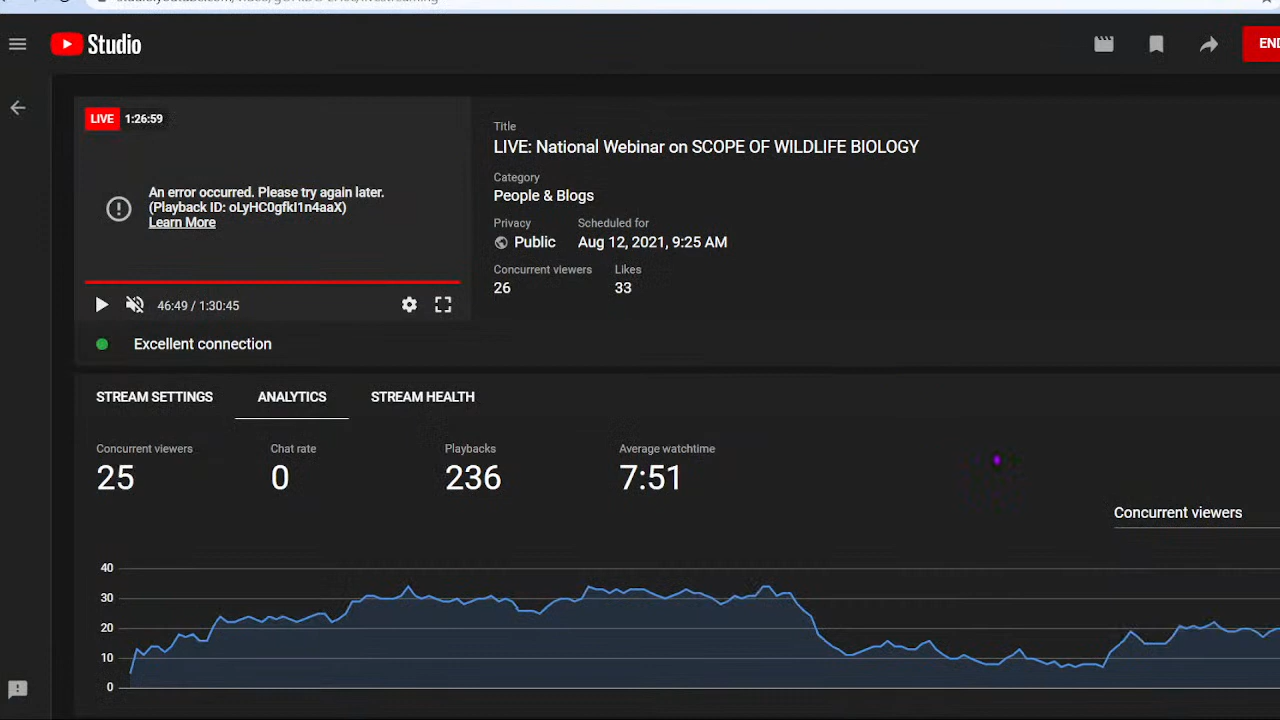 Studio
END
LIVE 1:26:59
An error occurred. Please try again later.
(Playback ID: oLyHC0gfkI1n4aaX)
Learn More
46:49 / 1:30:45
Excellent connection
Title
LIVE: National Webinar on SCOPE OF WILDLIFE BIOLOGY
Category
People & Blogs
Privacy
Public
Scheduled for
Aug 12, 2021, 9:25 AM
Concurrent viewers
26
Likes
33
STREAM SETTINGS
ANALYTICS
STREAM HEALTH
Concurrent viewers
25
Chat rate
0
Playbacks
236
Average watchtime
7:51
Concurrent viewers
40
30
20
10
0